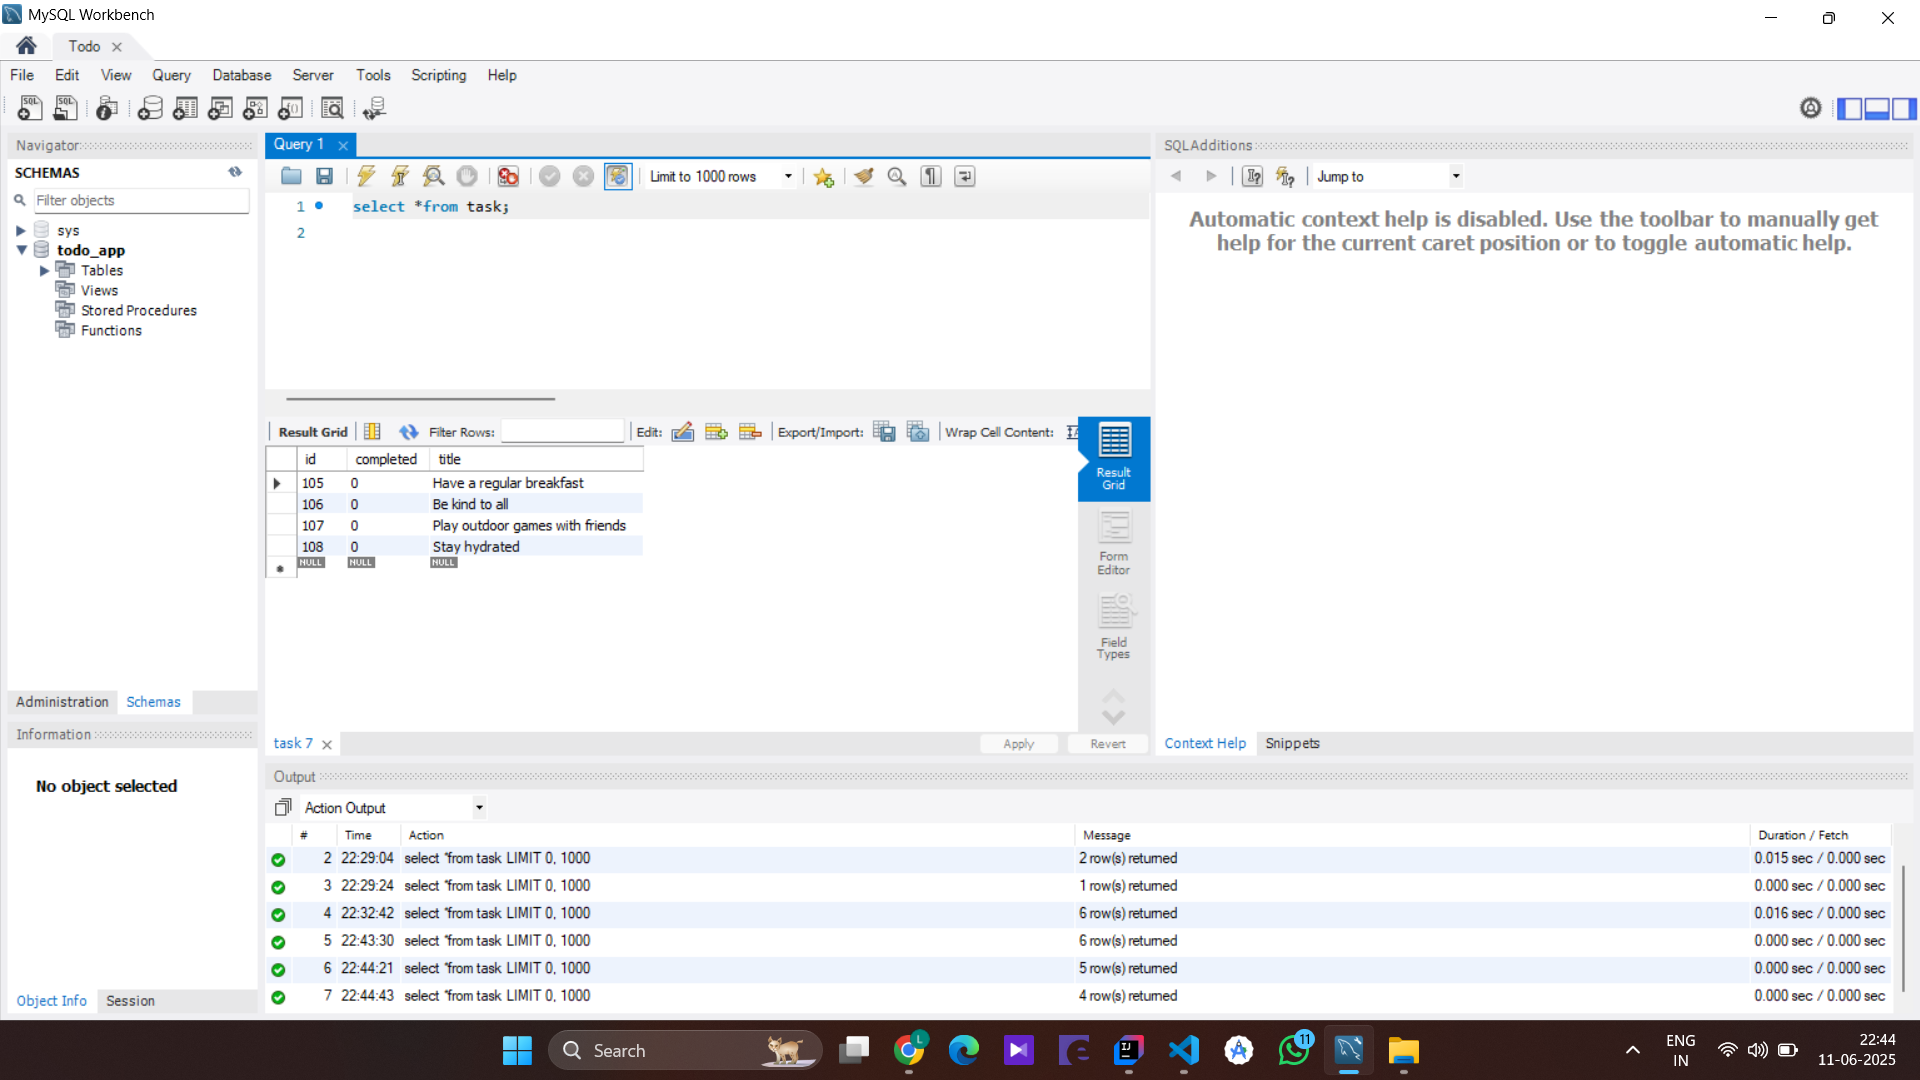 MySQL Workbench
Todo
File Edit View Query Database Server Tools Scripting Help
Navigator
SCHEMAS
Filter objects
sys
todo_app
Tables
Views
Stored Procedures
Functions
Administration Schemas
Information
No object selected
Object Info Session
Query 1
Limit to 1000 rows
1 select *from task;
2
Result Grid Filter Rows: Edit: Export/Import: Wrap Cell Content:
id completed title
105 0 Have a regular breakfast
106 0 Be kind to all
107 0 Play outdoor games with friends
108 0 Stay hydrated
NULL NULL NULL
Result
Grid
Form
Editor
Field
Types
task 7 Apply Revert
SQLAdditions
Jump to
Automatic context help is disabled. Use the toolbar to manually get
help for the current caret position or to toggle automatic help.
Context Help Snippets
Output
Action Output
# Time Action Message Duration / Fetch
2 22:29:04 select *from task LIMIT 0, 1000 2 row(s) returned 0.015 sec / 0.000 sec
3 22:29:24 select *from task LIMIT 0, 1000 1 row(s) returned 0.000 sec / 0.000 sec
4 22:32:42 select *from task LIMIT 0, 1000 6 row(s) returned 0.016 sec / 0.000 sec
5 22:43:30 select *from task LIMIT 0, 1000 6 row(s) returned 0.000 sec / 0.000 sec
6 22:44:21 select *from task LIMIT 0, 1000 5 row(s) returned 0.000 sec / 0.000 sec
7 22:44:43 select *from task LIMIT 0, 1000 4 row(s) returned 0.000 sec / 0.000 sec
Search
L
11
ENG
IN
22:44
11-06-2025